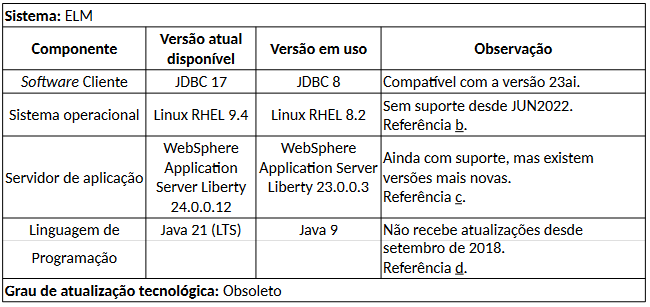 Sistema: ELM
Componente
Versão atual
disponível
Versão em uso
Observação
Software Cliente
JDBC 17
JDBC 8
Compatível com a versão 23ai.
Sistema operacional
Linux RHEL 9.4
Linux RHEL 8.2
Sem suporte desde JUN2022.
Referência b.
Servidor de aplicação
WebSphere
Application
Server Liberty
24.0.0.12
WebSphere
Application Server
Liberty 23.0.0.3
Ainda com suporte, mas existem
versões mais novas.
Referência c.
Linguagem de
Programação
Java 21 (LTS)
Java 9
Não recebe atualizações desde
setembro de 2018.
Referência d.
Grau de atualização tecnológica: Obsoleto